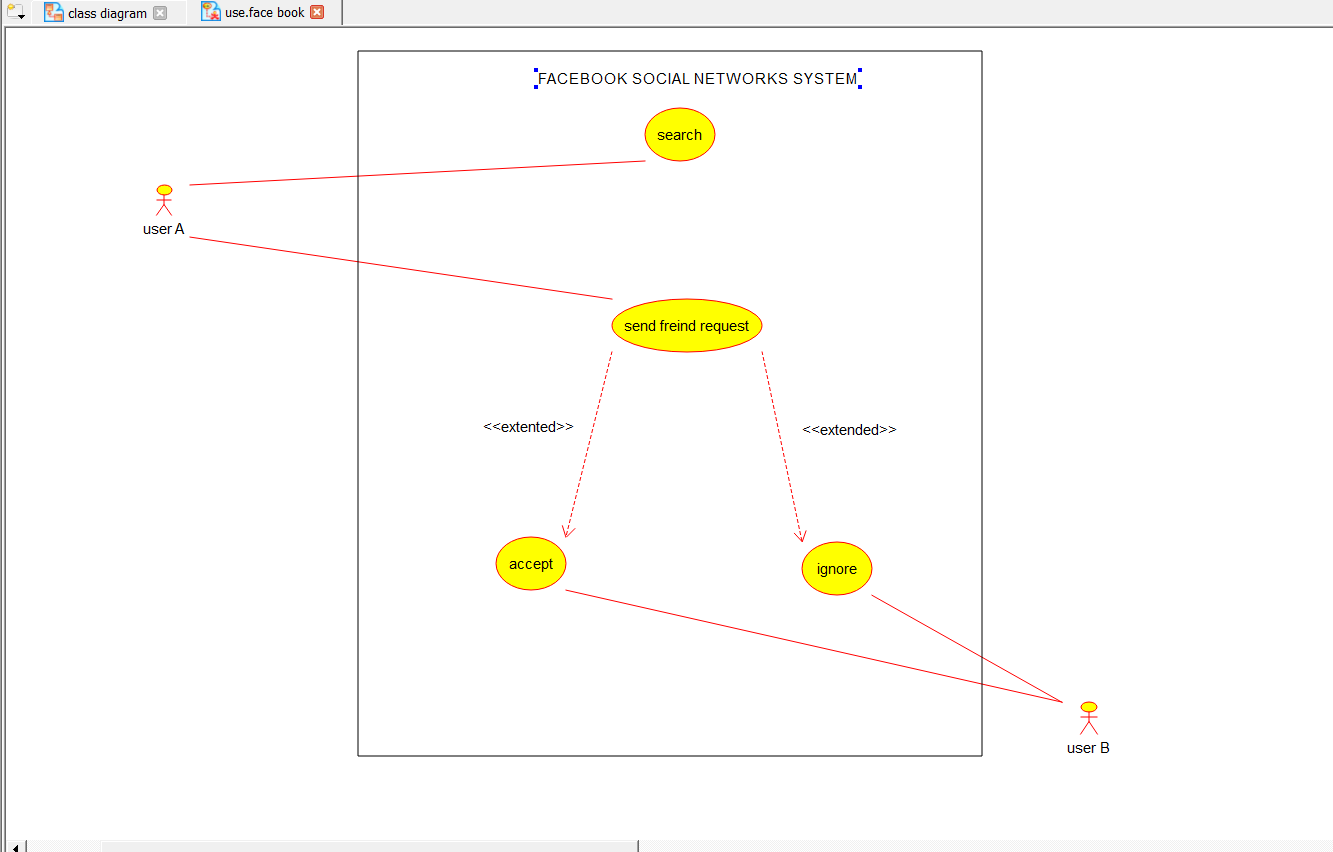 class diagram
use.face book
FACEBOOK SOCIAL NETWORKS SYSTEM
search
user A
send freind request
<<extented>>
<<extended>>
accept
ignore
user B